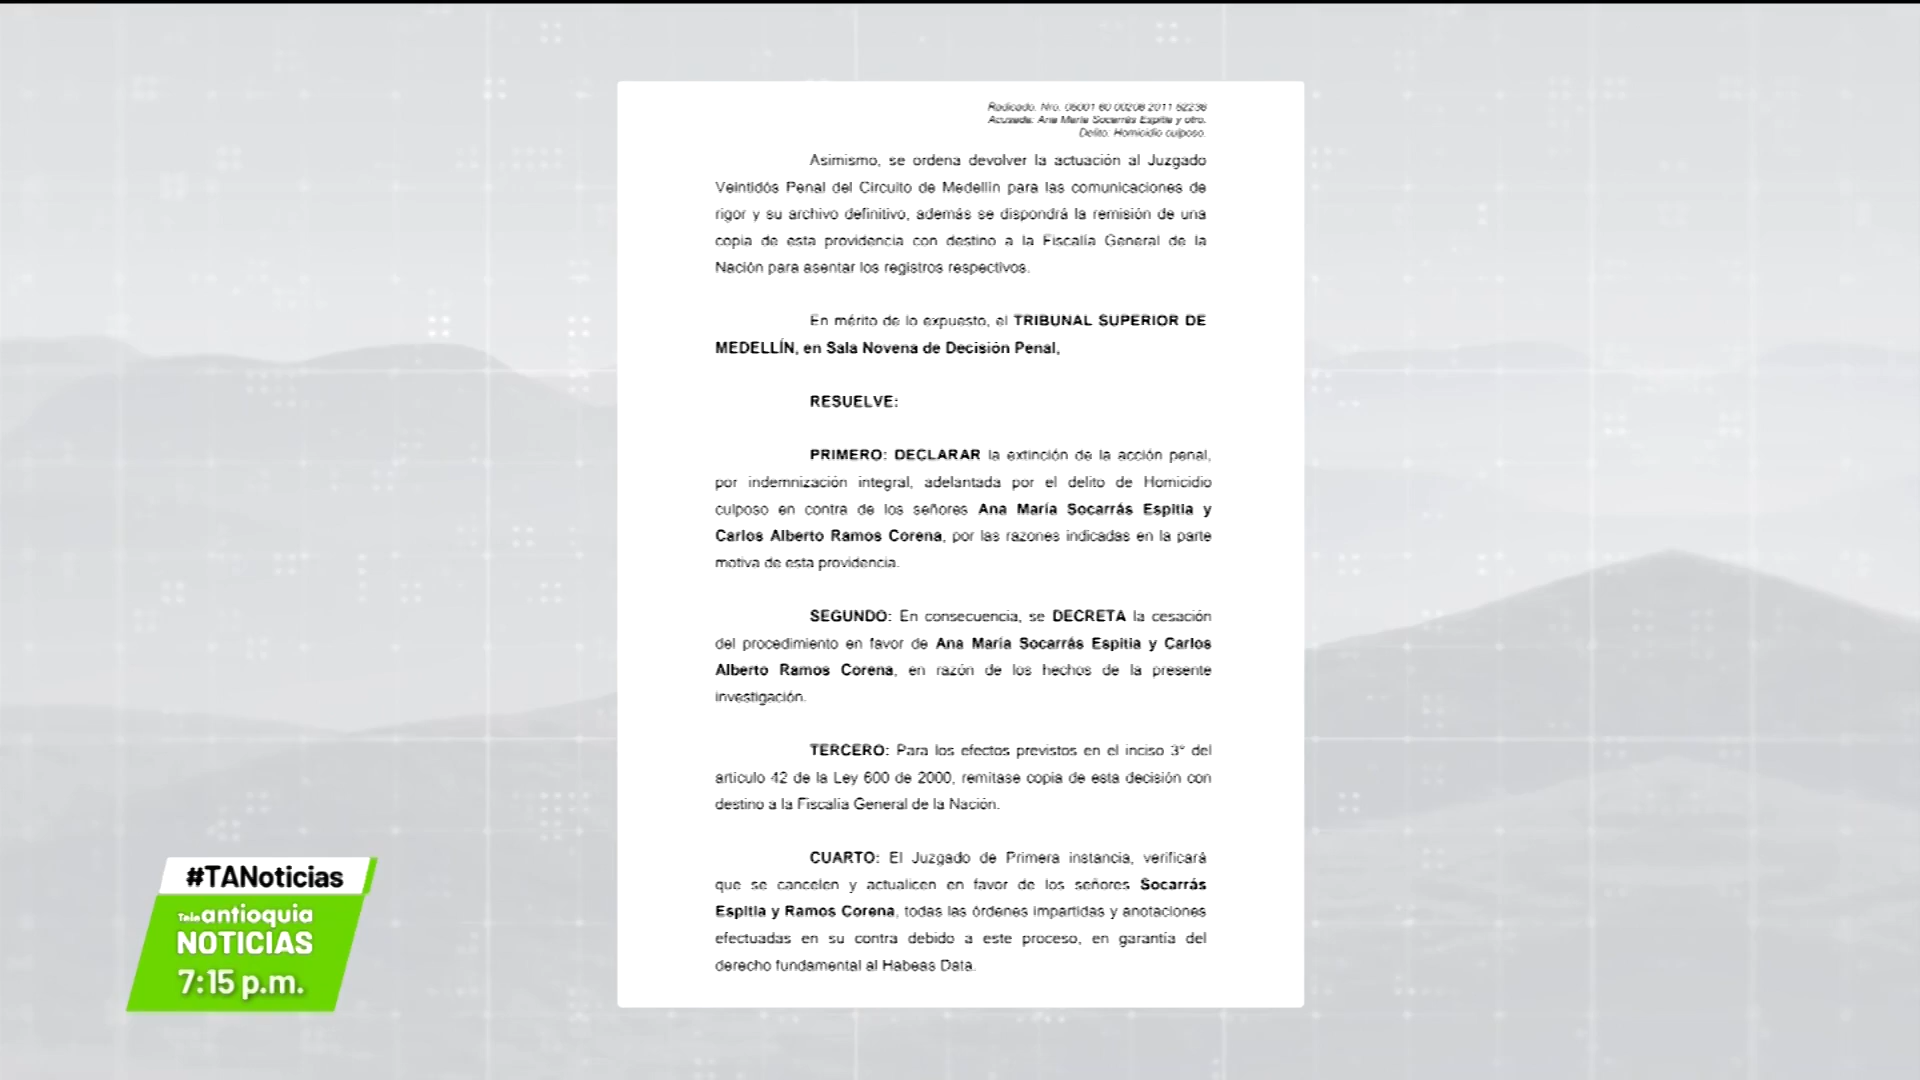 Radicado. Nro. 05001 60 00206 2011 62236
Acusada: Ana María Socarrás Espitia y otro.
Delito: Homicidio culposo.
Asimismo, se ordena devolver la actuación al Juzgado
Veintidós Penal del Circuito de Medellín para las comunicaciones de
rigor y su archivo definitivo, además se dispondrá la remisión de una
copia de esta providencia con destino a la Fiscalía General de la
Nación para asentar los registros respectivos.
En mérito de lo expuesto, el TRIBUNAL SUPERIOR DE
MEDELLÍN, en Sala Novena de Decisión Penal,
RESUELVE:
PRIMERO: DECLARAR la extinción de la acción penal,
por indemnización integral, adelantada por el delito de Homicidio
culposo en contra de los señores Ana María Socarrás Espitia y
Carlos Alberto Ramos Corena, por las razones indicadas en la parte
motiva de esta providencia.
SEGUNDO: En consecuencia, se DECRETA la cesación
del procedimiento en favor de Ana María Socarrás Espitia y Carlos
Alberto Ramos Corena, en razón de los hechos de la presente
investigación.
TERCERO: Para los efectos previstos en el inciso 3° del
artículo 42 de la Ley 600 de 2000, remítase copia de esta decisión con
destino a la Fiscalía General de la Nación.
CUARTO: El Juzgado de Primera instancia, verificará
que se cancelen y actualicen en favor de los señores Socarrás
Espitia y Ramos Corena, todas las órdenes impartidas y anotaciones
efectuadas en su contra debido a este proceso, en garantía del
derecho fundamental al Habeas Data.
#TANoticias
Teleantioquia
NOTICIAS
7:15 p.m.